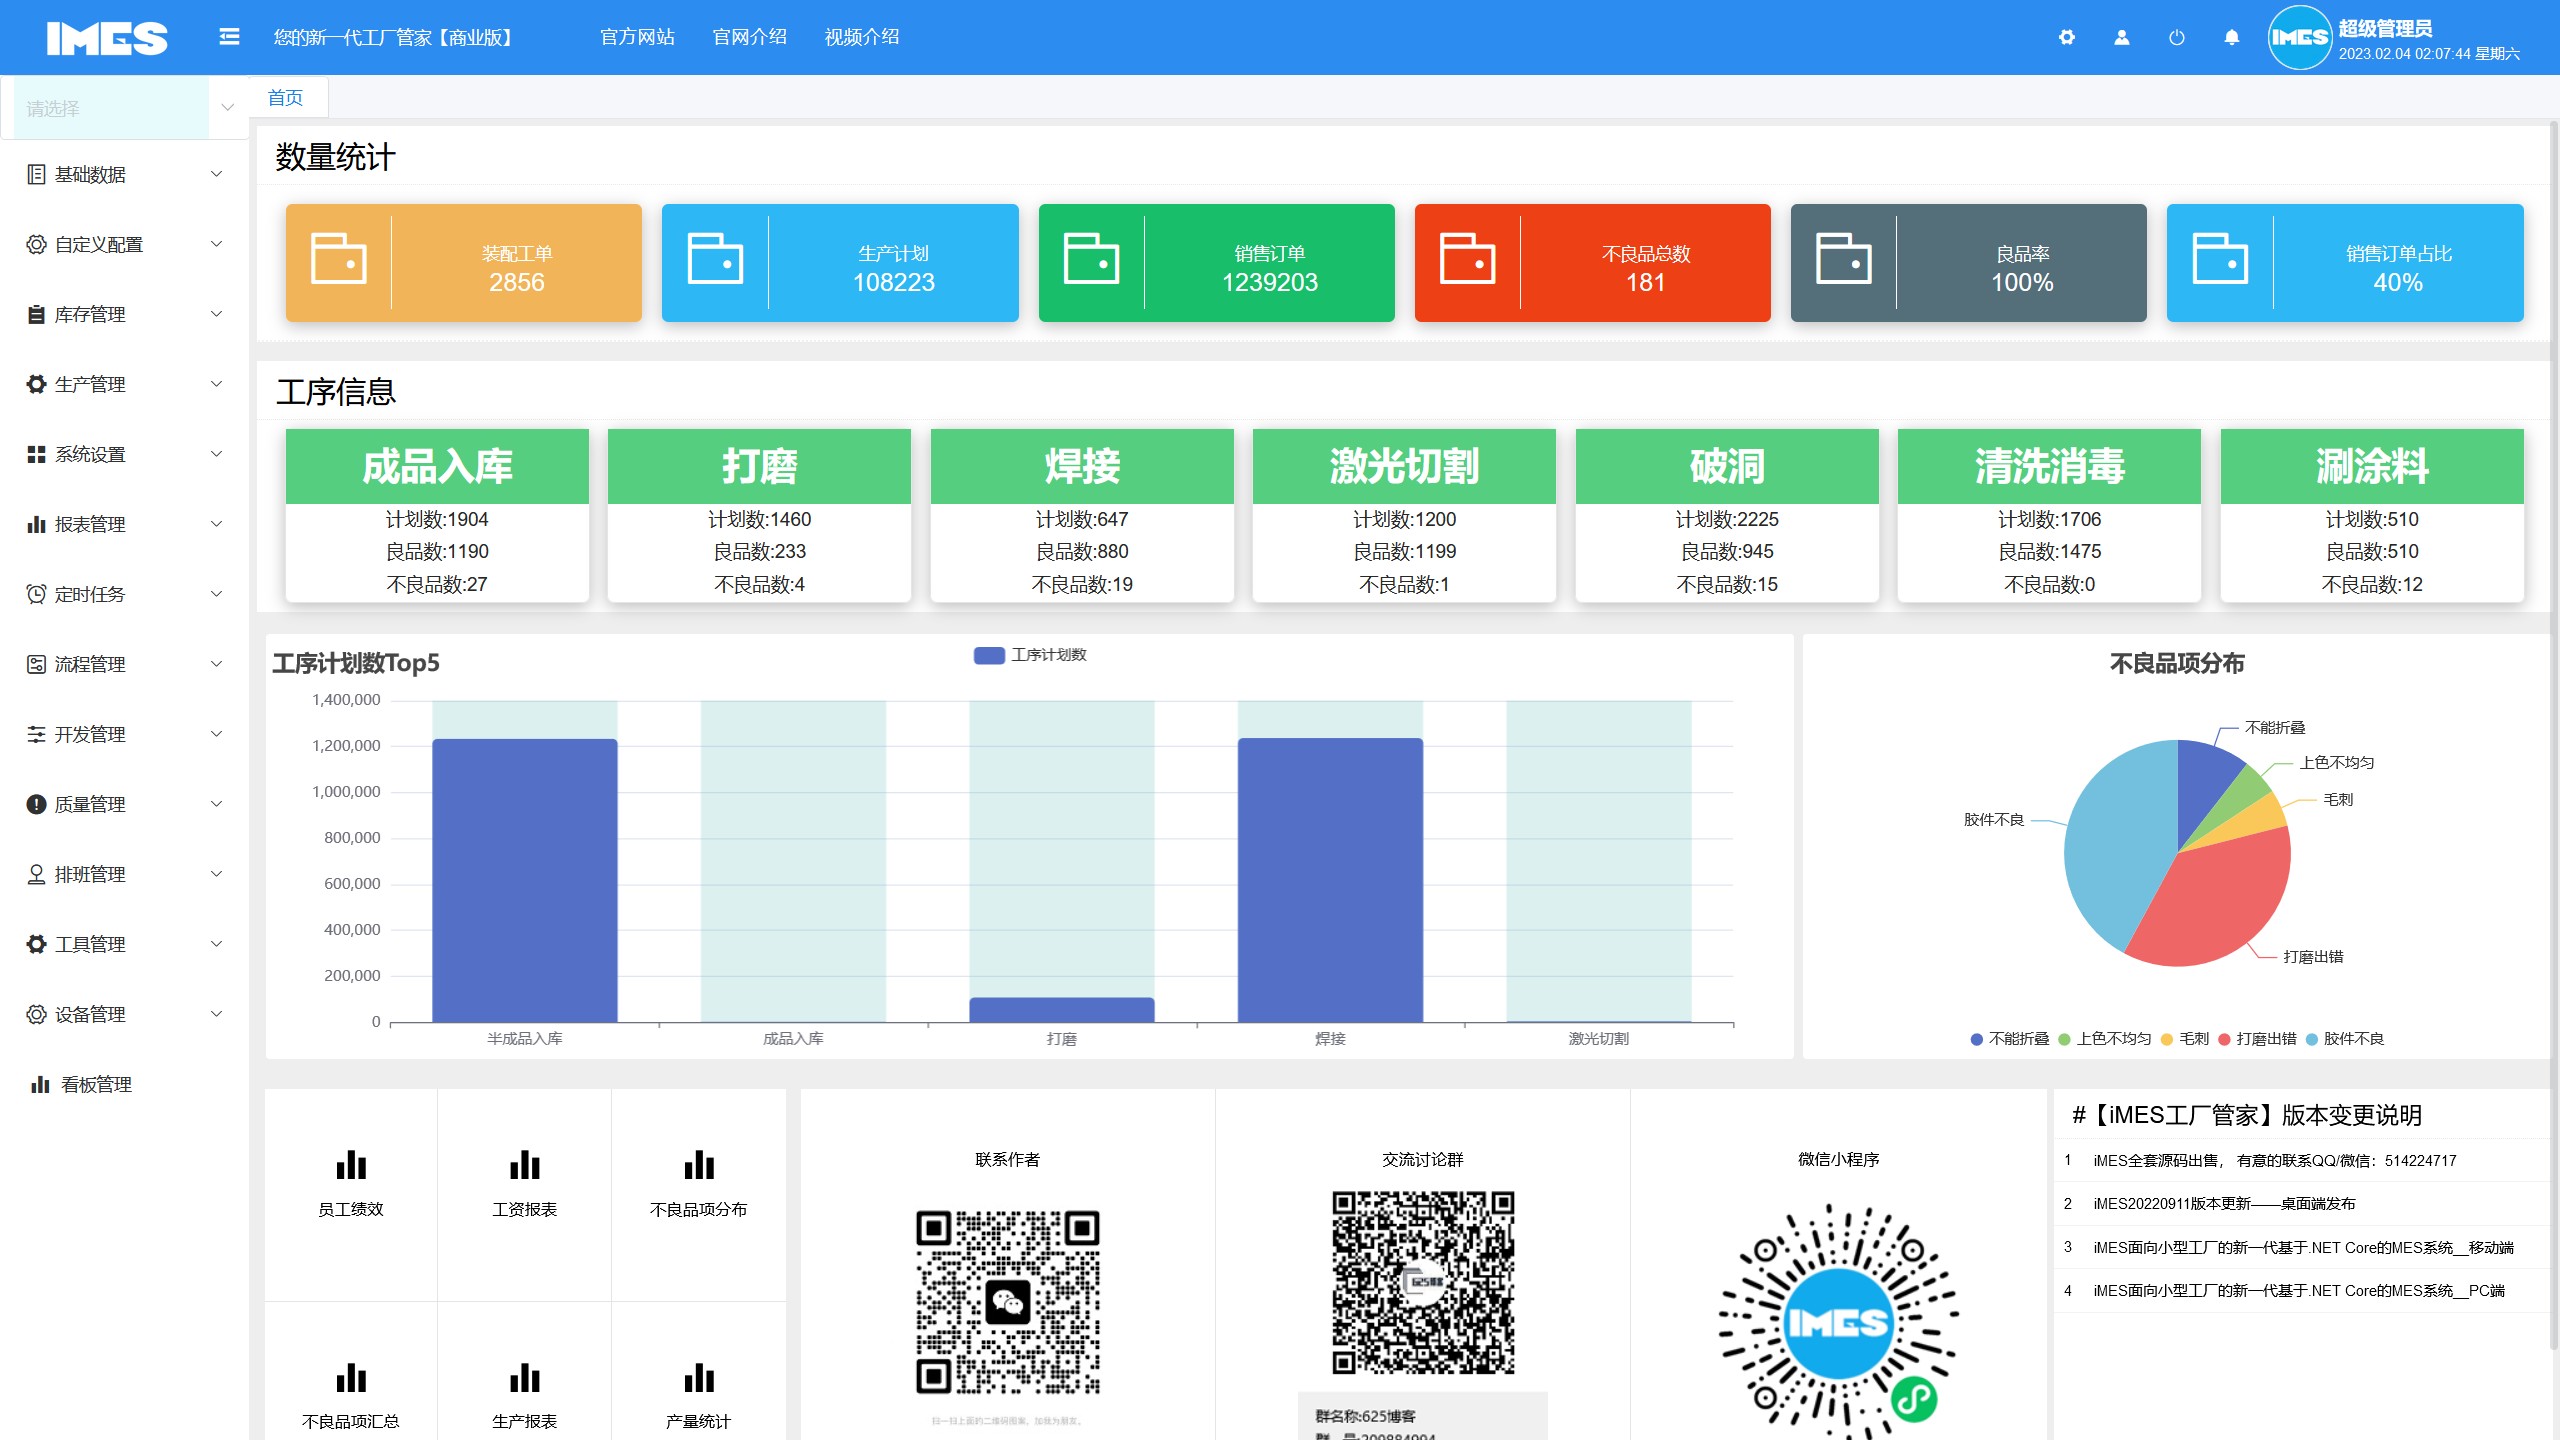 IMES
您的新一代工厂管家【商业版】
官方网站
官网介绍
视频介绍
IMES
超级管理员
2023.02.04 02:07:44 星期六
请选择
首页
基础数据
自定义配置
库存管理
生产管理
系统设置
报表管理
定时任务
流程管理
开发管理
质量管理
排班管理
工具管理
设备管理
看板管理
数量统计
装配工单
2856
生产计划
108223
销售订单
1239203
不良品总数
181
良品率
100%
销售订单占比
40%
工序信息
成品入库
计划数:1904
良品数:1190
不良品数:27
打磨
计划数:1460
良品数:233
不良品数:4
焊接
计划数:647
良品数:880
不良品数:19
激光切割
计划数:1200
良品数:1199
不良品数:1
破洞
计划数:2225
良品数:945
不良品数:15
清洗消毒
计划数:1706
良品数:1475
不良品数:0
涮涂料
计划数:510
良品数:510
不良品数:12
工序计划数Top5
工序计划数
1,400,000
1,200,000
1,000,000
800,000
600,000
400,000
200,000
0
半成品入库
成品入库
打磨
焊接
激光切割
不良品项分布
不能折叠
上色不均匀
毛刺
胶件不良
打磨出错
不能折叠 上色不均匀 毛刺 打磨出错 胶件不良
员工绩效
工资报表
不良品项分布
不良品项汇总
生产报表
产量统计
联系作者
扫一扫上面的二维码图案，加我为朋友。
交流讨论群
625博客
群名称:625博客
群 号:209884994
微信小程序
IMES
#【iMES工厂管家】版本变更说明
1 iMES全套源码出售， 有意的联系QQ/微信：514224717
2 iMES20220911版本更新——桌面端发布
3 iMES面向小型工厂的新一代基于.NET Core的MES系统__移动端
4 iMES面向小型工厂的新一代基于.NET Core的MES系统__PC端